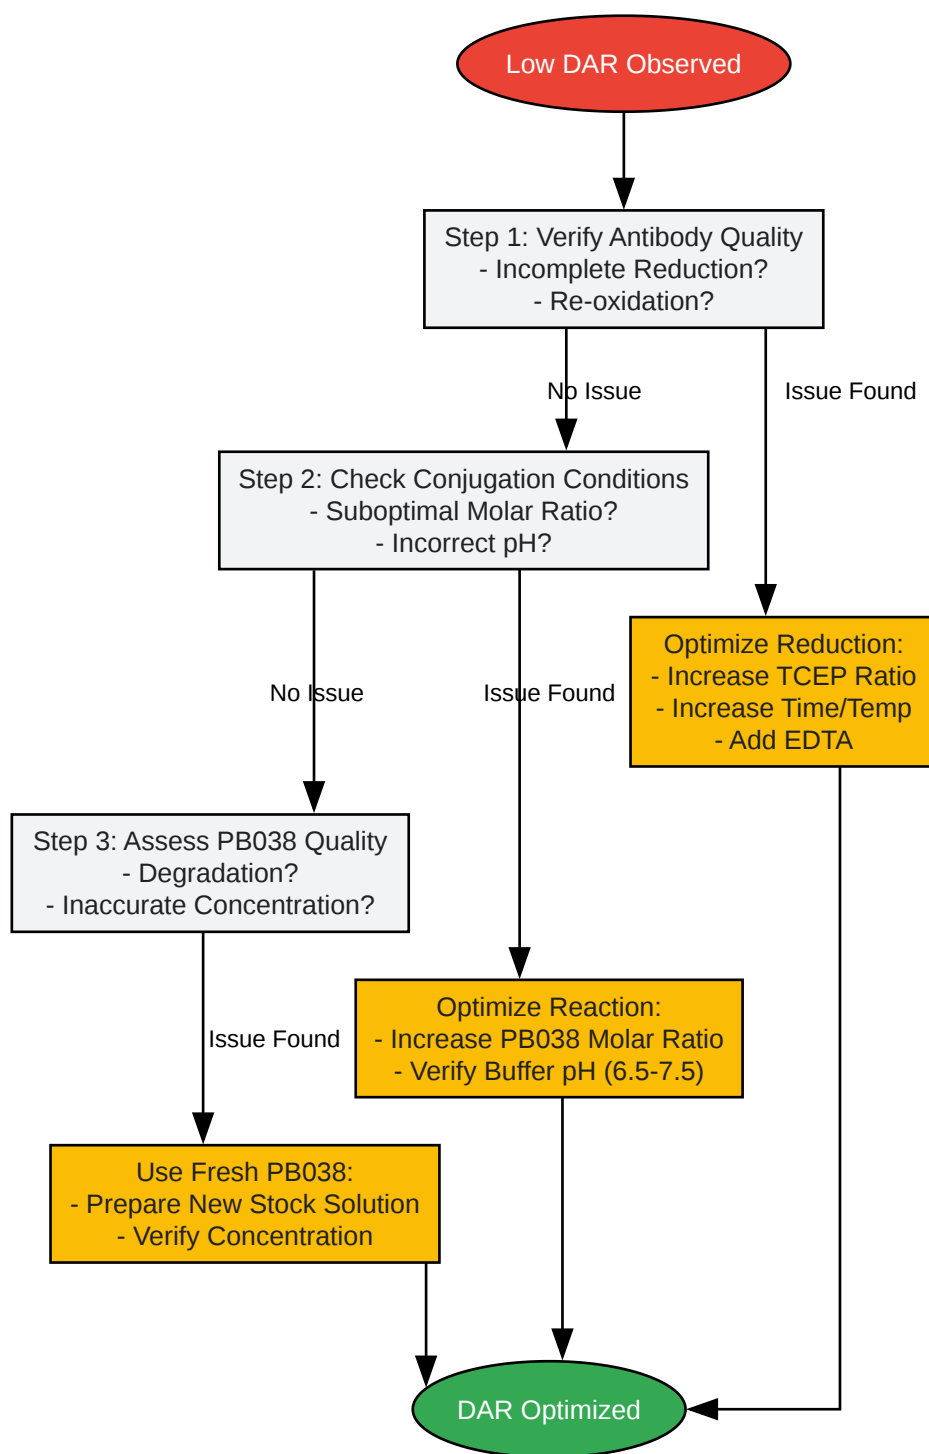 Low DAR Observed
Step 1: Verify Antibody Quality
- Incomplete Reduction?
- Re-oxidation?
No Issue
Issue Found
Step 2: Check Conjugation Conditions
- Suboptimal Molar Ratio?
- Incorrect pH?
Optimize Reduction:
- Increase TCEP Ratio
- Increase Time/Temp
- Add EDTA
No Issue
Issue Found
Step 3: Assess PB038 Quality
- Degradation?
- Inaccurate Concentration?
Optimize Reaction:
- Increase PB038 Molar Ratio
- Verify Buffer pH (6.5-7.5)
Issue Found
Use Fresh PB038:
- Prepare New Stock Solution
- Verify Concentration
DAR Optimized